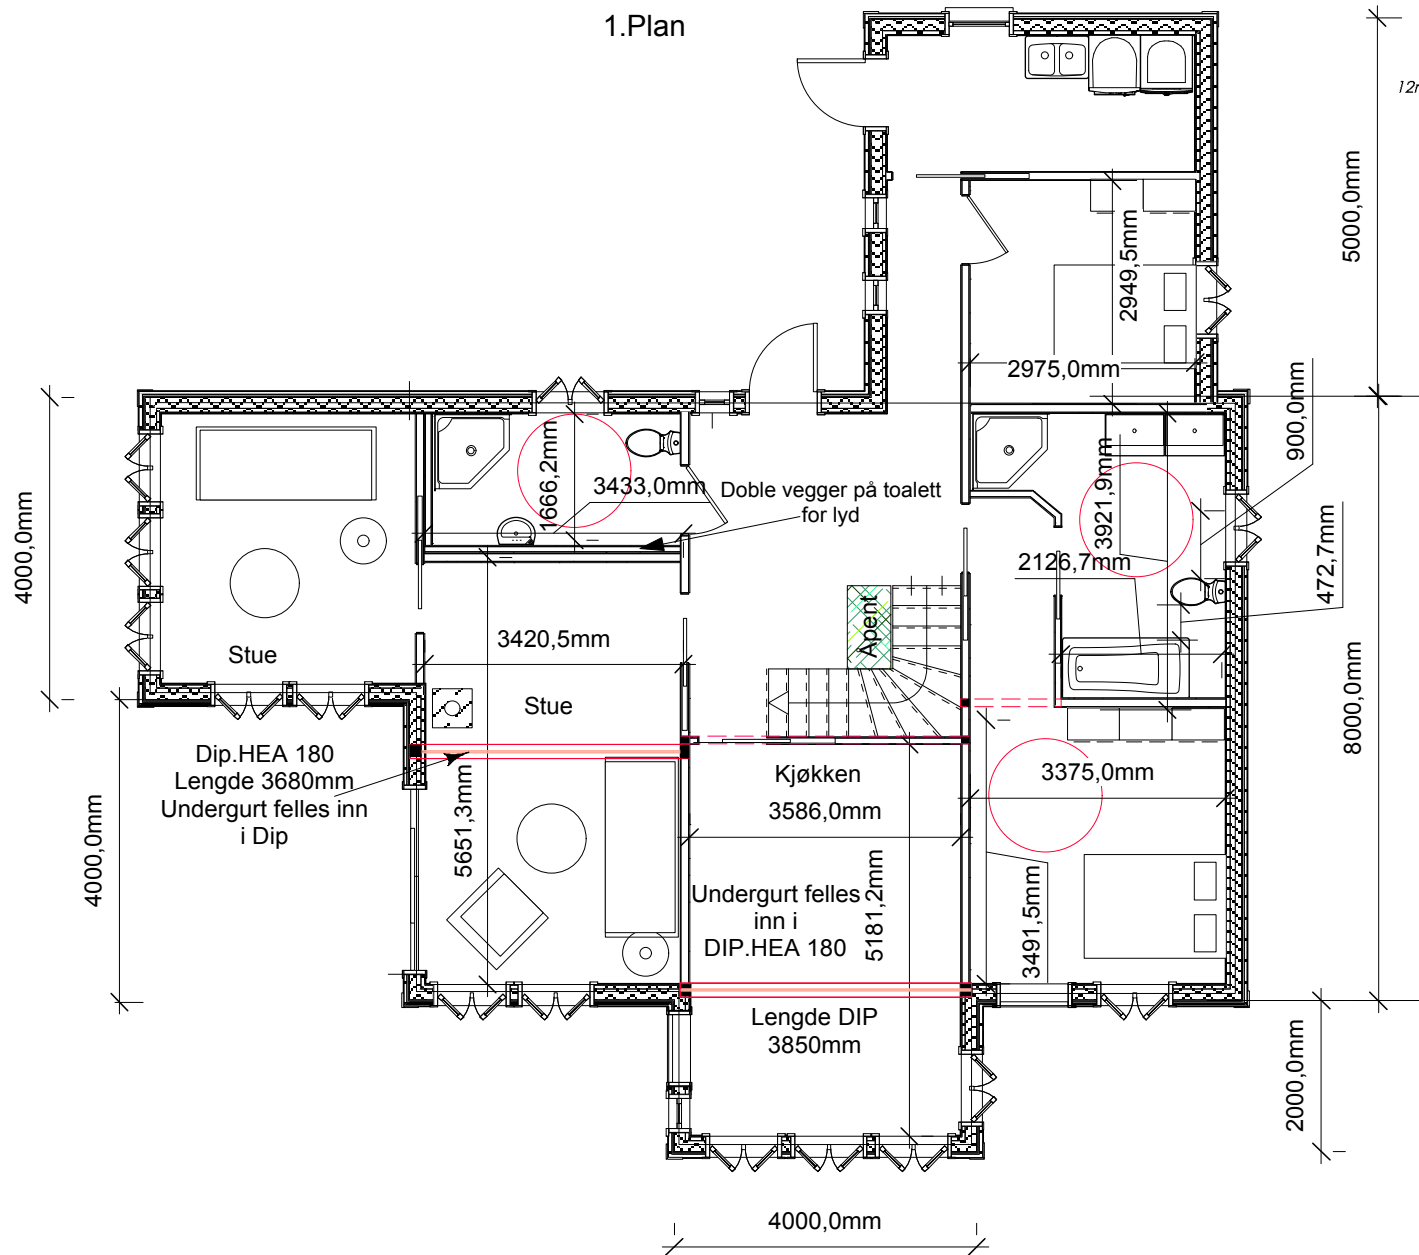 1.Plan
12
5000,0mm
2949,5mm
2975,0mm
900,0mm
4000,0mm
1666,2mm
3433,0mm
Doble vegger på toalett
for lyd
3921,9mm
2126,7mm
472,7mm
Stue
3420,5mm
Apent
Stue
8000,0mm
Dip.HEA 180
Lengde 3680mm
Undergurt felles inn
i Dip
4000,0mm
5651,3mm
Kjøkken
3586,0mm
3375,0mm
Undergurt felles
inn i
DIP.HEA 180
5181,2mm
3491,5mm
Lengde DIP
3850mm
2000,0mm
4000,0mm